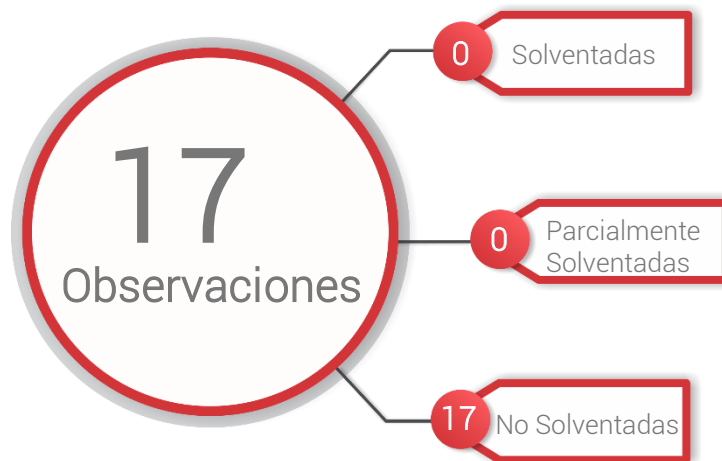 17
Observaciones
0
Solventadas
0
Parcialmente
Solventadas
17
No Solventadas